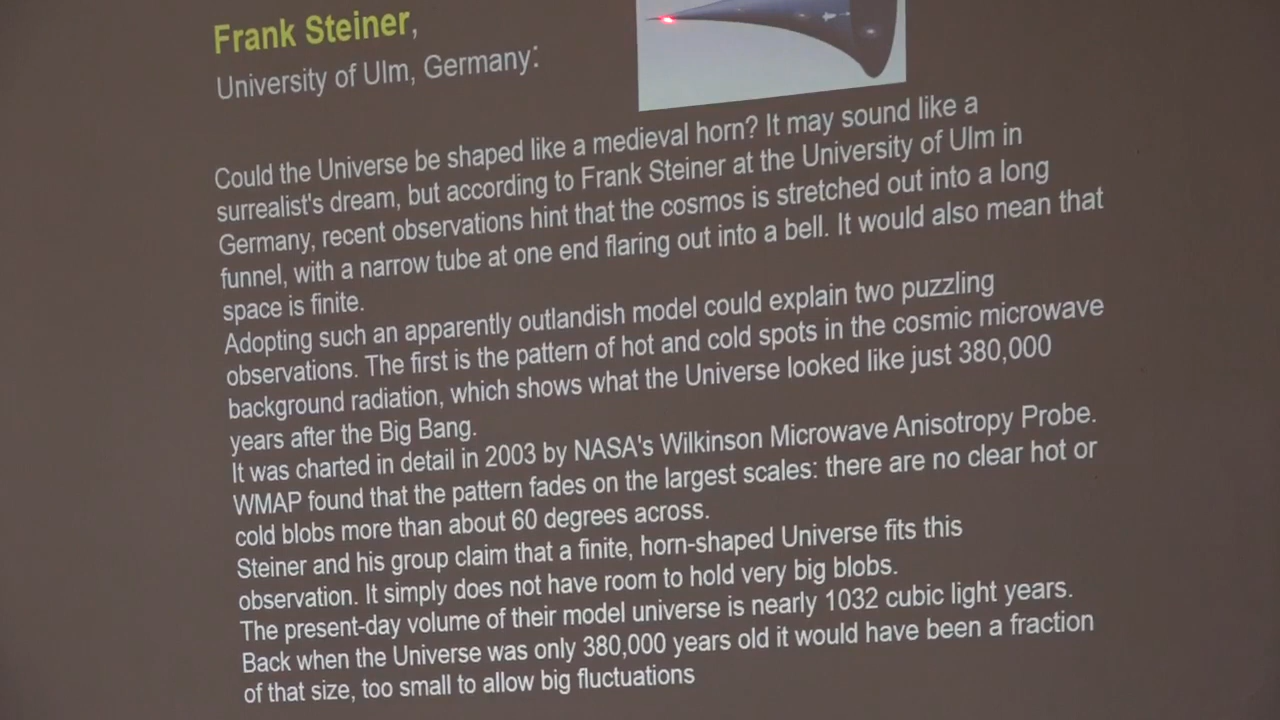 Frank Steiner,
University of Ulm, Germany:
Could the Universe be shaped like a medieval horn? It may sound like a
surrealist's dream, but according to Frank Steiner at the University of Ulm in
Germany, recent observations hint that the cosmos is stretched out into a long
funnel, with a narrow tube at one end flaring out into a bell. It would also mean that
space is finite.
Adopting such an apparently outlandish model could explain two puzzling
observations. The first is the pattern of hot and cold spots in the cosmic microwave
background radiation, which shows what the Universe looked like just 380,000
years after the Big Bang.
It was charted in detail in 2003 by NASA's Wilkinson Microwave Anisotropy Probe.
WMAP found that the pattern fades on the largest scales: there are no clear hot or
cold blobs more than about 60 degrees across.
Steiner and his group claim that a finite, horn-shaped Universe fits this
observation. It simply does not have room to hold very big blobs.
The present-day volume of their model universe is nearly 1032 cubic light years.
Back when the Universe was only 380,000 years old it would have been a fraction
of that size, too small to allow big fluctuations